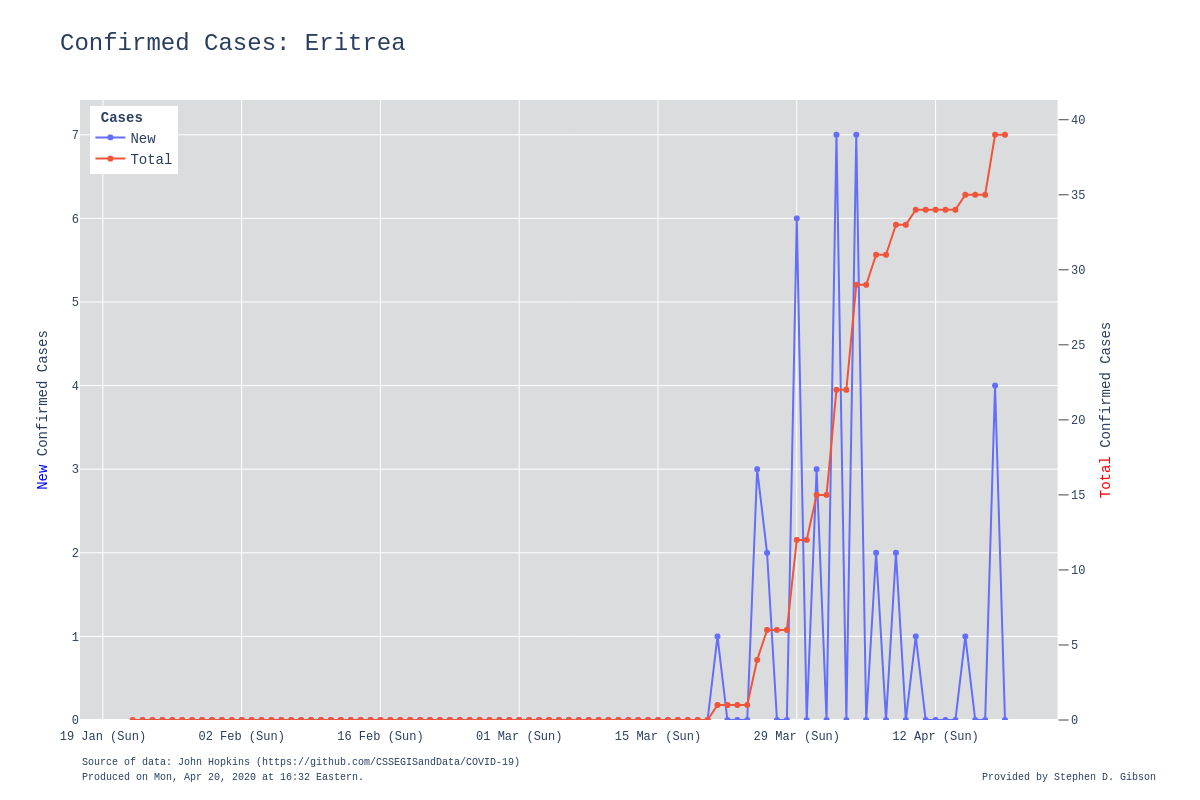 Confirmed Cases: Eritrea
Cases
New
Total
7
6
5
4
3
2
1
0
New Confirmed Cases
40
35
30
25
20
15
10
5
0
Total Confirmed Cases
19 Jan (Sun) 02 Feb (Sun) 16 Feb (Sun) 01 Mar (Sun) 15 Mar (Sun) 29 Mar (Sun) 12 Apr (Sun)
Source of data: John Hopkins (https://github.com/CSSEGISandData/COVID-19)
Produced on Mon, Apr 20, 2020 at 16:32 Eastern.
Provided by Stephen D. Gibson